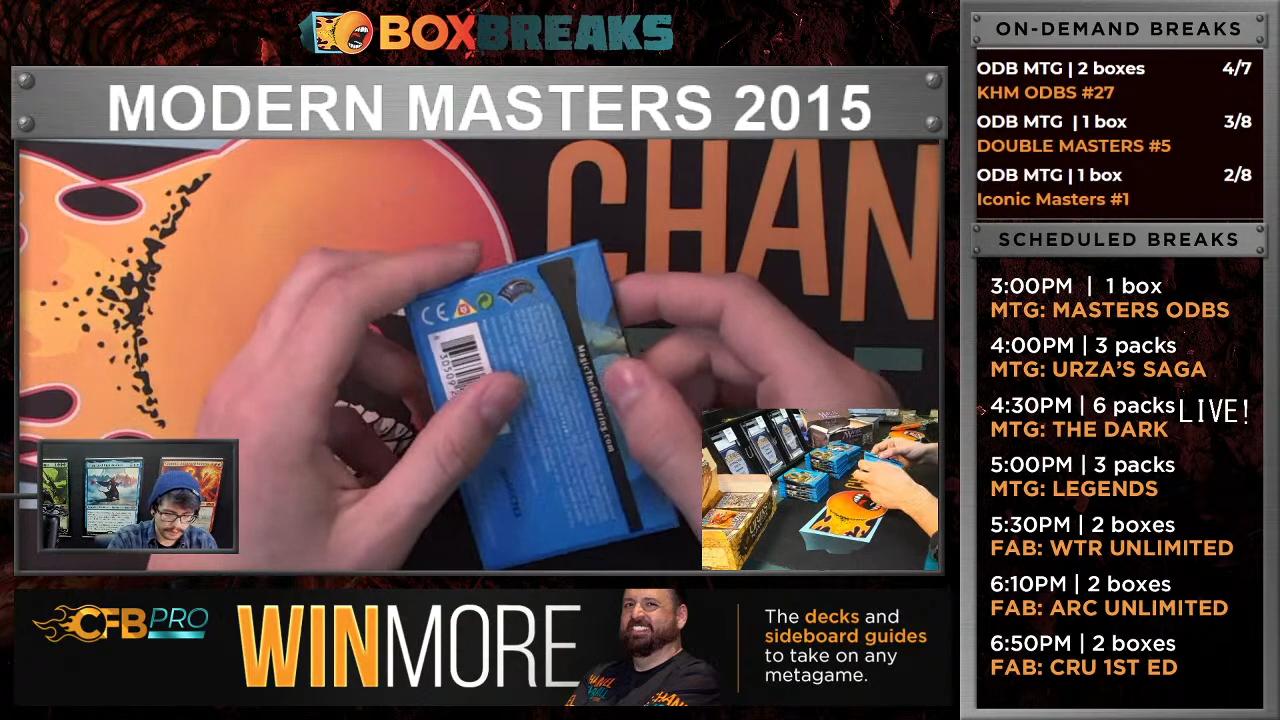 BOXBREAKS
MODERN MASTERS 2015
CHAN
CE
MagicTheGathering.com
CFBPRO
WINMORE
The decks and
sideboard guides
to take on any
metagame.
ON-DEMAND BREAKS
ODB MTG | 2 boxes 4/7
KHM ODBS #27
ODB MTG | 1 box 3/8
DOUBLE MASTERS #5
ODB MTG | 1 box 2/8
Iconic Masters #1
SCHEDULED BREAKS
3:00PM | 1 box
MTG: MASTERS ODBS
4:00PM | 3 packs
MTG: URZA'S SAGA
4:30PM | 6 packs LIVE!
MTG: THE DARK
5:00PM | 3 packs
MTG: LEGENDS
5:30PM | 2 boxes
FAB: WTR UNLIMITED
6:10PM | 2 boxes
FAB: ARC UNLIMITED
6:50PM | 2 boxes
FAB: CRU 1ST ED